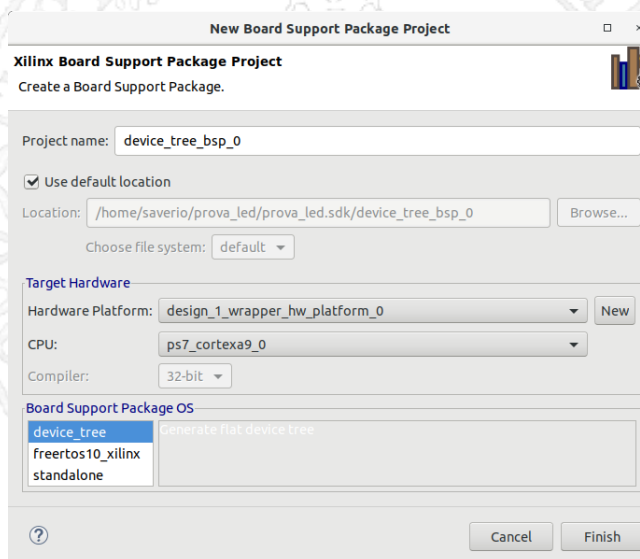 New Board Support Package Project
Xilinx Board Support Package Project
Create a Board Support Package.
Project name: device_tree_bsp_0
Use default location
Location: /home/saverio/prova_led/prova_led.sdk/device_tree_bsp_0 Browse...
Choose file system: default
Target Hardware
Hardware Platform: design_1_wrapper_hw_platform_0 New
CPU: ps7_cortexa9_0
Compiler: 32-bit
Board Support Package OS
device_tree Generate flat device tree
freertos10_xilinx
standalone
? Cancel Finish